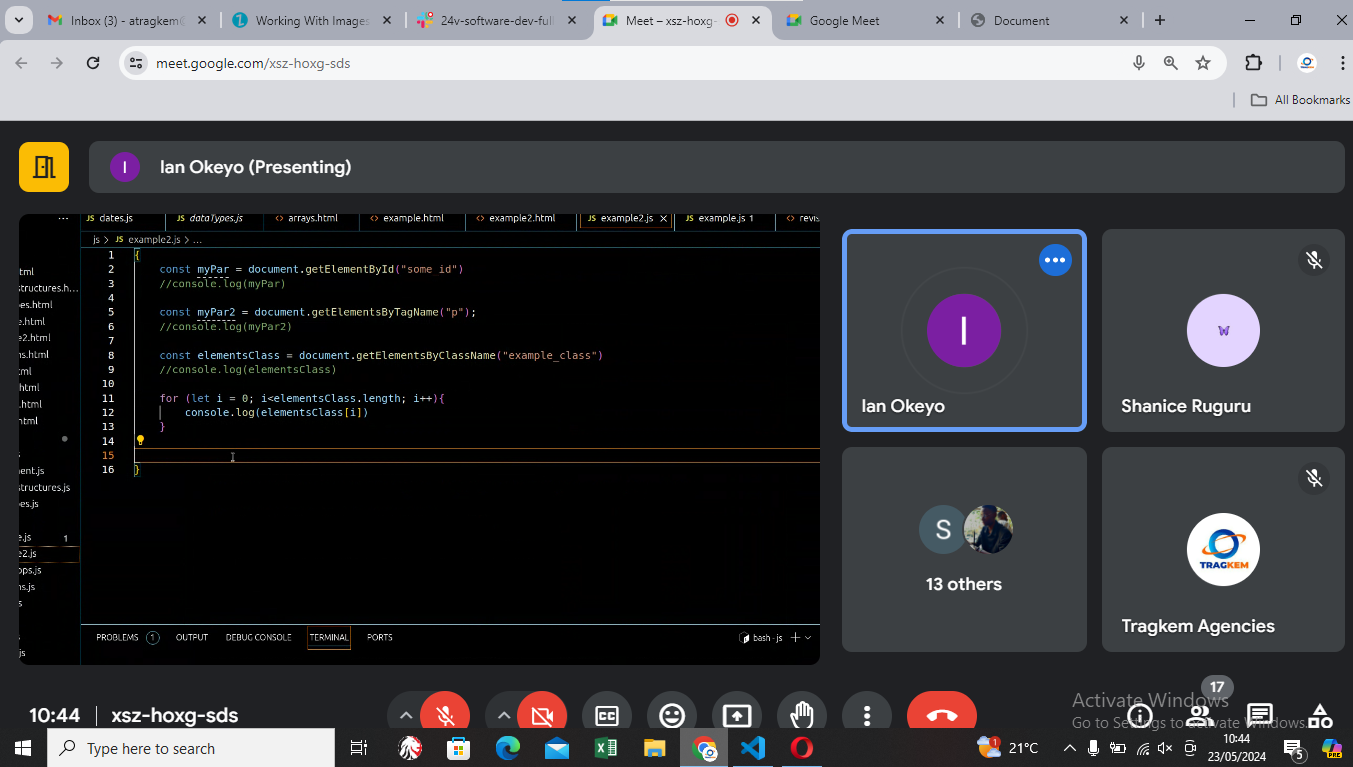 Inbox (3) - atragkem@
Working With Images
24v-software-dev-full
Meet – xsz-hoxg-
Google Meet
Document
meet.google.com/xsz-hoxg-sds
All Bookmarks
I
Ian Okeyo (Presenting)
JS dates.js
JS dataTypes.js
<> arrays.html
<> example.html
<> example2.html
JS example2.js
JS example.js 1
<> revis
js > JS example2.js > ...
tml
tructures.h...
es.html
e.html
e2.html
ns.html
ml
html
.html
html
s
ent.js
structures.js
es.js
e.js 1
e2.js
ops.js
ns.js
s
js
1 {
2 const myPar = document.getElementById("some id")
3 //console.log(myPar)
4
5 const myPar2 = document.getElementsByTagName("p");
6 //console.log(myPar2)
7
8 const elementsClass = document.getElementsByClassName("example_class")
9 //console.log(elementsClass)
10
11 for (let i = 0; i<elementsClass.length; i++){
12 console.log(elementsClass[i])
13 }
14
15
16 }
PROBLEMS 1 OUTPUT DEBUG CONSOLE TERMINAL PORTS
bash - js
I
Ian Okeyo
W
Shanice Ruguru
S
13 others
TRAGKEM
Tragkem Agencies
10:44 | xsz-hoxg-sds
CC
17
Activate Windows
Go to Settings to activate Windows.
Type here to search
1
21°C
10:44
23/05/2024
5
PRE